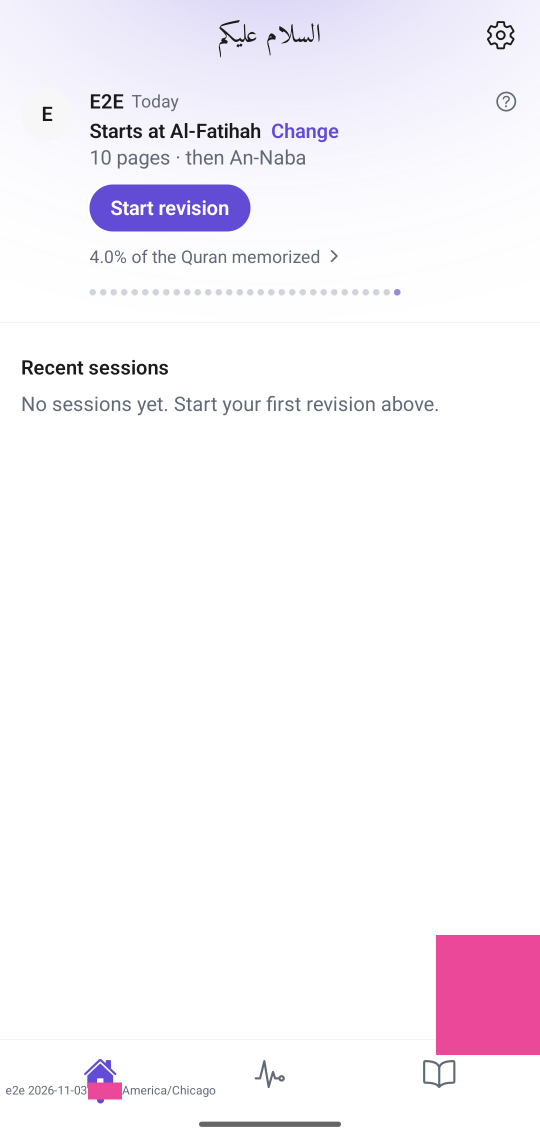 السلام عليكم
E
E2E Today
Starts at Al-Fatihah Change
10 pages · then An-Naba
Start revision
4.0% of the Quran memorized
Recent sessions
No sessions yet. Start your first revision above.
e2e 2026-11-03 America/Chicago